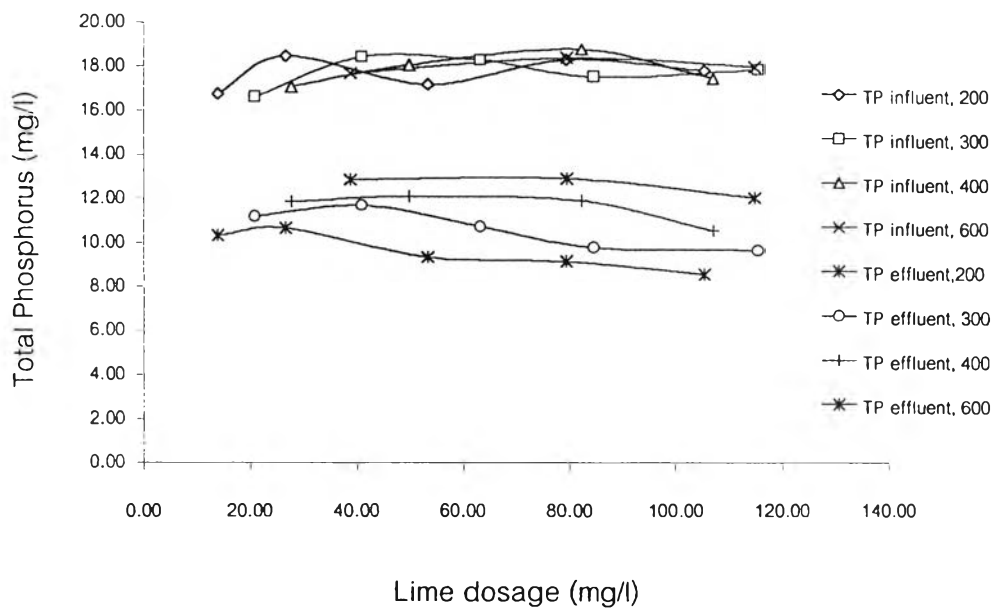 20.00
18.00
16.00
14.00
12.00
10.00
8.00
6.00
4.00
2.00
0.00
Total Phosphorus (mg/l)
0.00 20.00 40.00 60.00 80.00 100.00 120.00 140.00
Lime dosage (mg/l)
TP influent, 200
TP influent, 300
TP influent, 400
TP influent, 600
TP effluent,200
TP effluent, 300
TP effluent, 400
TP effluent, 600